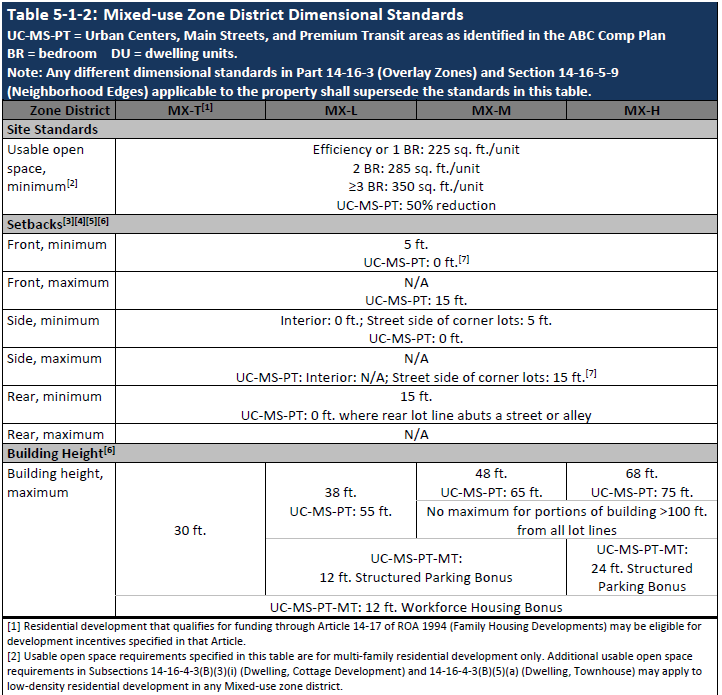 Table 5-1-2: Mixed-use Zone District Dimensional Standards
UC-MS-PT = Urban Centers, Main Streets, and Premium Transit areas as identified in the ABC Comp Plan
BR = bedroom DU = dwelling units.
Note: Any different dimensional standards in Part 14-16-3 (Overlay Zones) and Section 14-16-5-9
(Neighborhood Edges) applicable to the property shall supersede the standards in this table.
Zone District MX-T[1] MX-L MX-M MX-H
Site Standards
Usable open Efficiency or 1 BR: 225 sq. ft./unit
space, 2 BR: 285 sq. ft./unit
minimum[2] ≥3 BR: 350 sq. ft./unit
UC-MS-PT: 50% reduction
Setbacks[3][4][5][6]
Front, minimum 5 ft.
UC-MS-PT: 0 ft.[7]
Front, maximum N/A
UC-MS-PT: 15 ft.
Side, minimum Interior: 0 ft.; Street side of corner lots: 5 ft.
UC-MS-PT: 0 ft.
Side, maximum N/A
UC-MS-PT: Interior: N/A; Street side of corner lots: 15 ft.[7]
Rear, minimum 15 ft.
UC-MS-PT: 0 ft. where rear lot line abuts a street or alley
Rear, maximum N/A
Building Height[6]
Building height,
maximum
30 ft.
38 ft.
UC-MS-PT: 55 ft.
48 ft.
UC-MS-PT: 65 ft.
68 ft.
UC-MS-PT: 75 ft.
No maximum for portions of building >100 ft.
from all lot lines
UC-MS-PT-MT:
12 ft. Structured Parking Bonus
UC-MS-PT-MT:
24 ft. Structured
Parking Bonus
UC-MS-PT-MT: 12 ft. Workforce Housing Bonus
[1] Residential development that qualifies for funding through Article 14-17 of ROA 1994 (Family Housing Developments) may be eligible for
development incentives specified in that Article.
[2] Usable open space requirements specified in this table are for multi-family residential development only. Additional usable open space
requirements in Subsections 14-16-4-3(B)(3)(i) (Dwelling, Cottage Development) and 14-16-4-3(B)(5)(a) (Dwelling, Townhouse) may apply to
low-density residential development in any Mixed-use zone district.